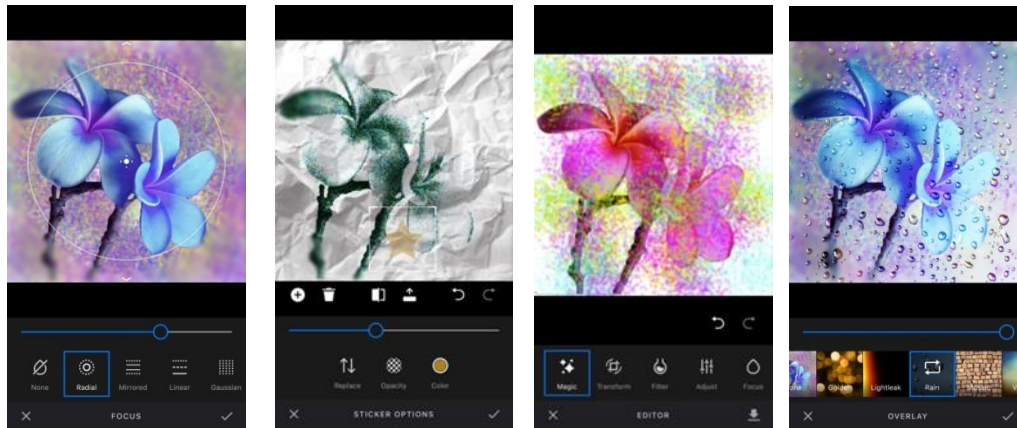 None
Radial
Mirrored
Linear
Gaussian
FOCUS
Replace
Opacity
Color
STICKER OPTIONS
Magic
Transform
Filter
Adjust
Focus
EDITOR
Golden
Lightleak
Rain
OVERLAY